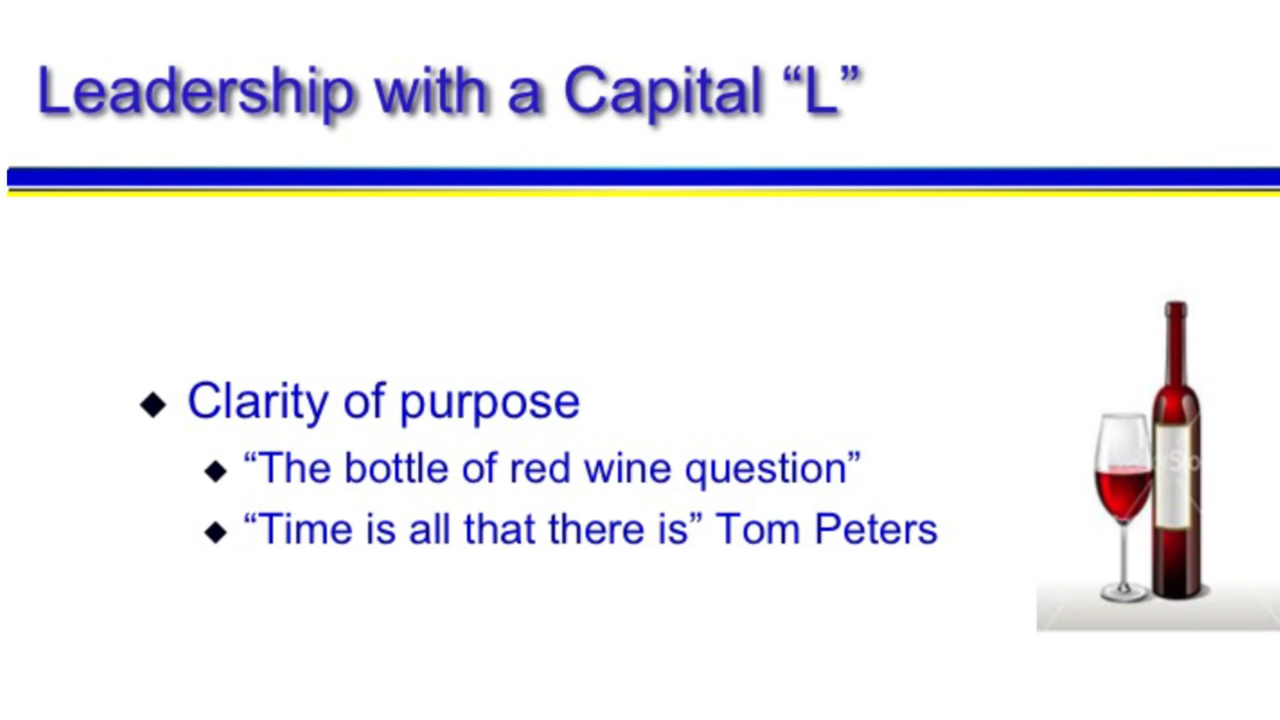 Leadership with a Capital “L”
Clarity of purpose
“The bottle of red wine question”
“Time is all that there is” Tom Peters